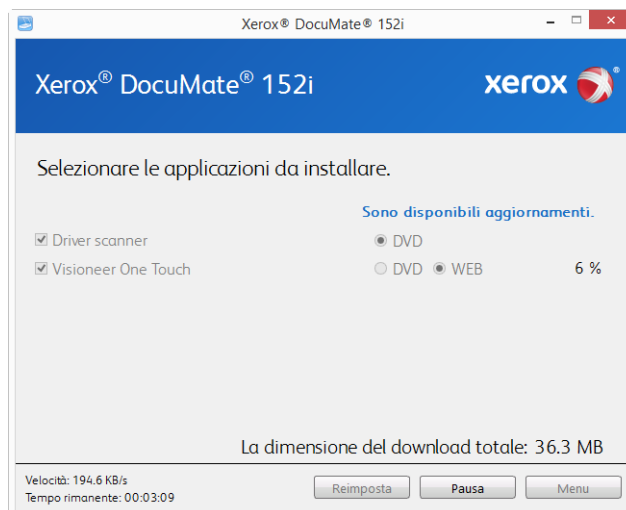 Xerox® DocuMate® 152i
Xerox® DocuMate® 152i
xerox ®
Selezionare le applicazioni da installare.
Sono disponibili aggiornamenti.
Driver scanner DVD
Visioneer One Touch DVD WEB 6 %
La dimensione del download totale: 36.3 MB
Velocità: 194.6 KB/s
Tempo rimanente: 00:03:09
Reimposta Pausa Menu